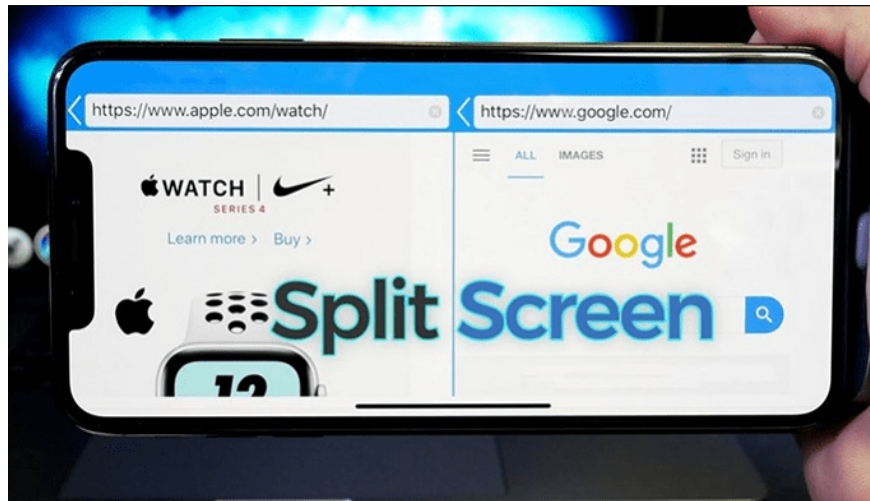 https://www.apple.com/watch/
https://www.google.com/
WATCH
+
SERIES 4
Learn more >
Buy >
ALL
IMAGES
Sign in
Google
Split Screen
12